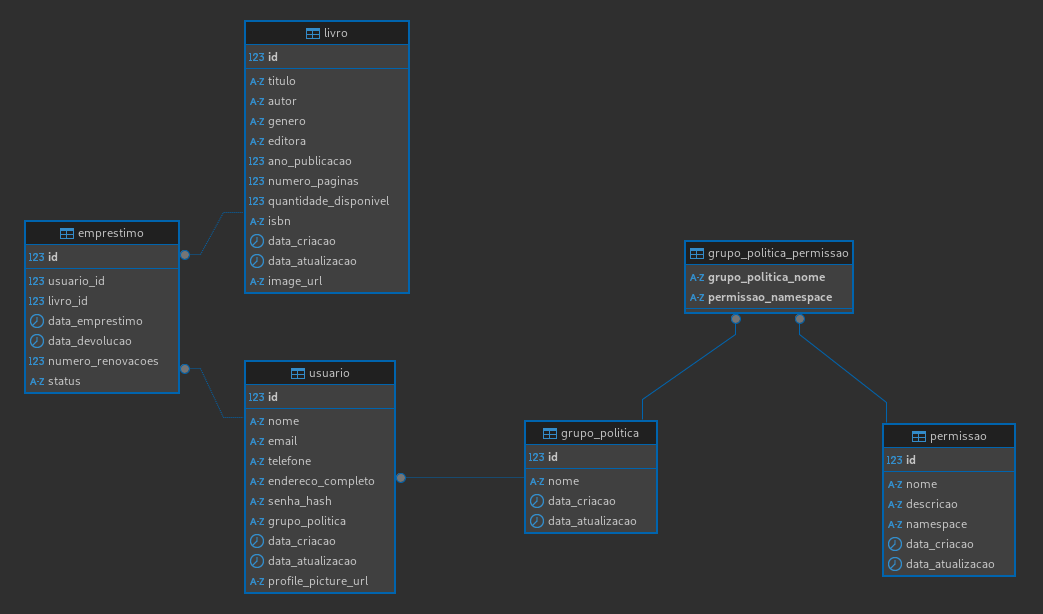 livro
123 id
A-Z titulo
A-Z autor
A-Z genero
A-Z editora
123 ano_publicacao
123 numero_paginas
123 quantidade_disponivel
A-Z isbn
data_criacao
data_atualizacao
A-Z image_url
emprestimo
123 id
123 usuario_id
123 livro_id
data_emprestimo
data_devolucao
123 numero_renovacoes
A-Z status
usuario
123 id
A-Z nome
A-Z email
A-Z telefone
A-Z endereco_completo
A-Z senha_hash
A-Z grupo_politica
data_criacao
data_atualizacao
A-Z profile_picture_url
grupo_politica_permissao
A-Z grupo_politica_nome
A-Z permissao_namespace
grupo_politica
123 id
A-Z nome
data_criacao
data_atualizacao
permissao
123 id
A-Z nome
A-Z descricao
A-Z namespace
data_criacao
data_atualizacao